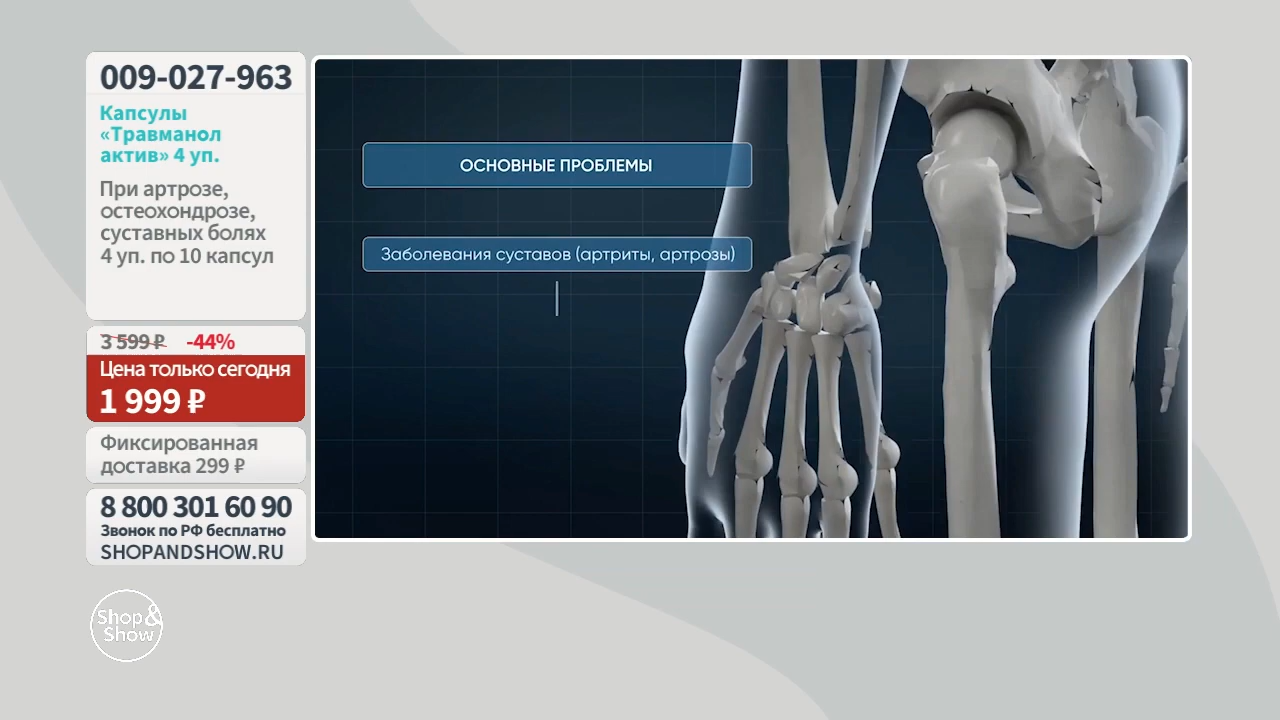 009-027-963
Капсулы
«Травманол
актив» 4 уп.
При артрозе,
остеохондрозе,
суставных болях
4 уп. по 10 капсул
3 599 ₽ -44%
Цена только сегодня
1 999 ₽
Фиксированная
доставка 299 ₽
8 800 301 60 90
Звонок по РФ бесплатно
SHOPANDSHOW.RU
Shop&
Show
ОСНОВНЫЕ ПРОБЛЕМЫ
Заболевания суставов (артриты, артрозы)